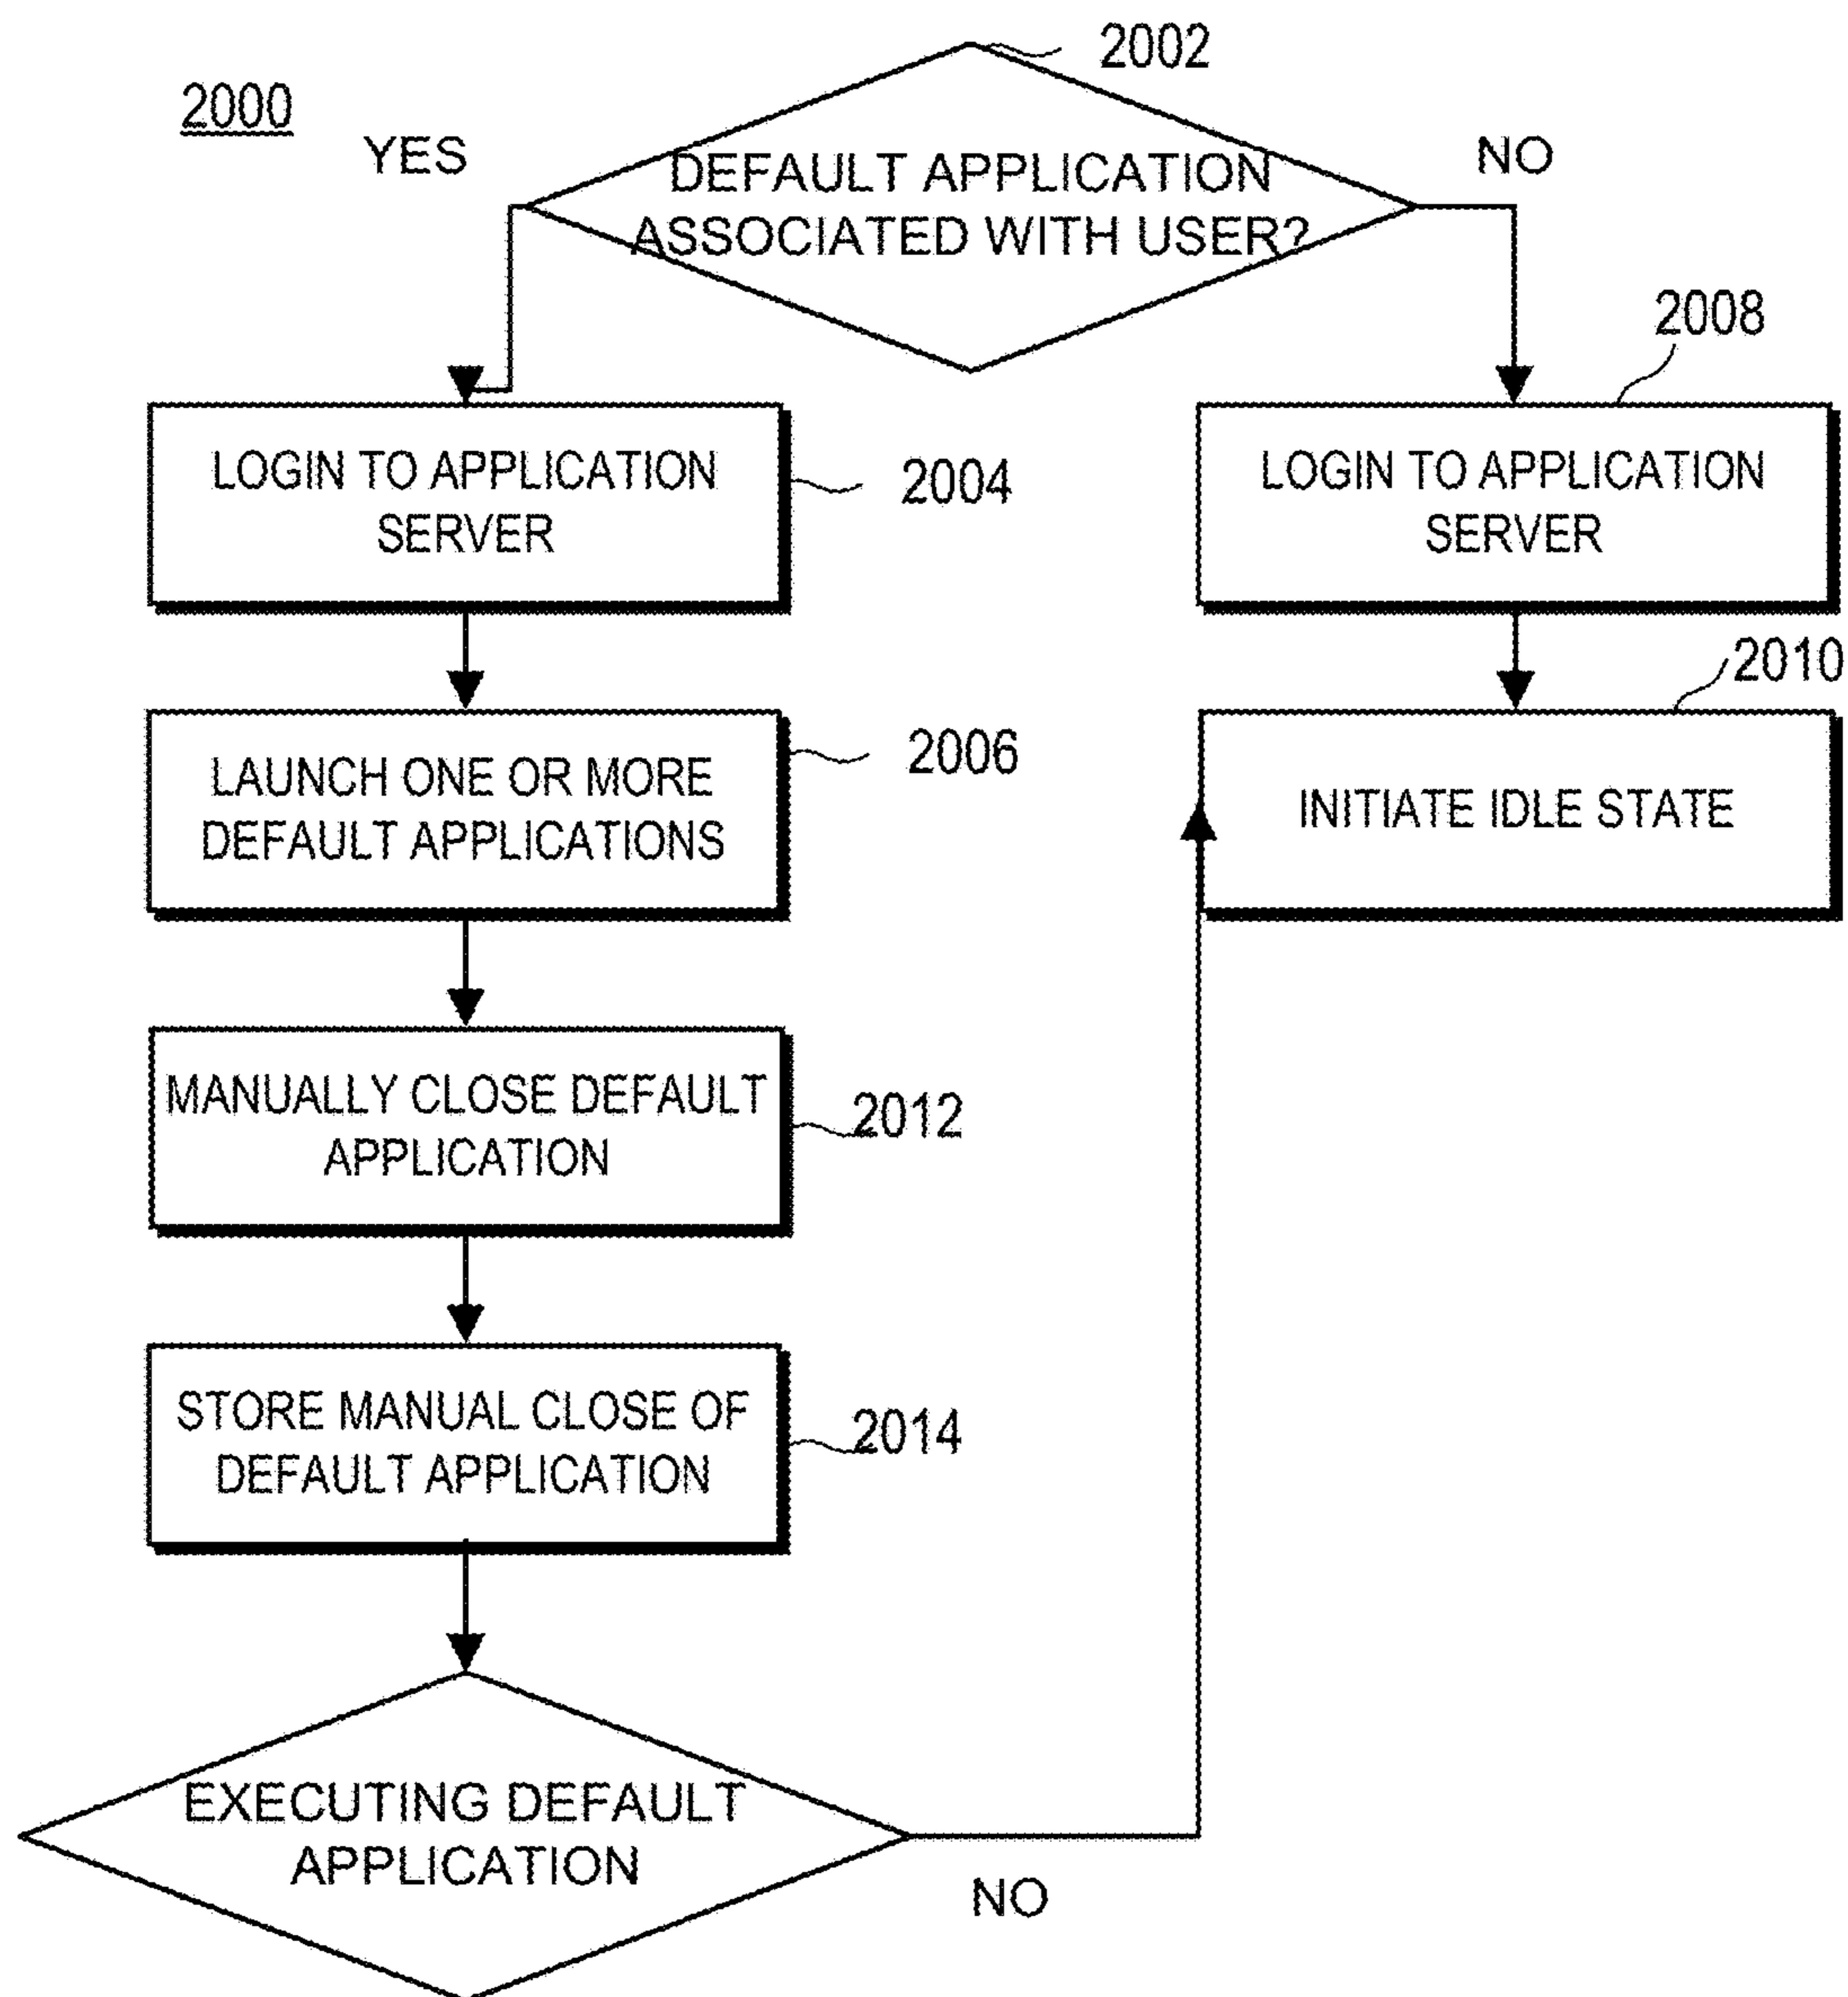 2000
2002
YES
DEFAULT APPLICATION
ASSOCIATED WITH USER?
NO
2008
LOGIN TO APPLICATION
SERVER
2004
LOGIN TO APPLICATION
SERVER
2010
LAUNCH ONE OR MORE
DEFAULT APPLICATIONS
2006
INITIATE IDLE STATE
MANUALLY CLOSE DEFAULT
APPLICATION
2012
STORE MANUAL CLOSE OF
DEFAULT APPLICATION
2014
EXECUTING DEFAULT
APPLICATION
NO